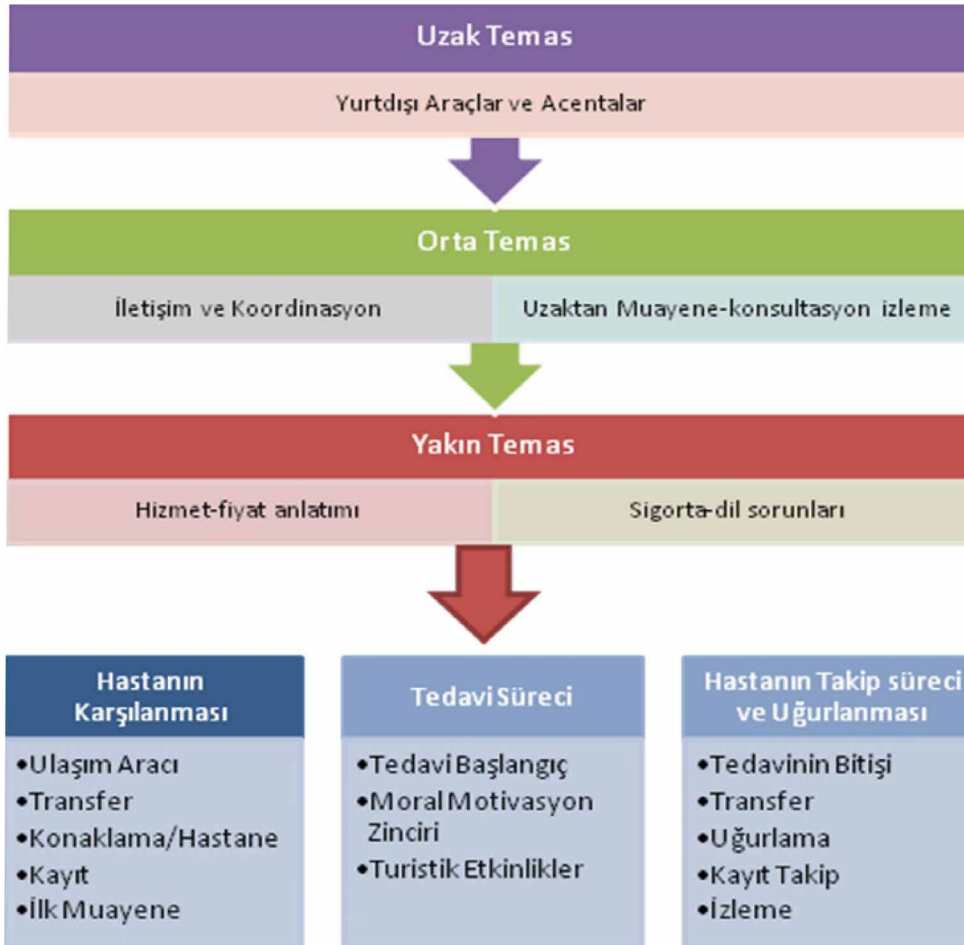 Uzak Temas
Yurtdışı Araçlar ve Acentalar
Orta Temas
İletişim ve Koordinasyon
Uzaktan Muayene-konsultasyon izleme
Yakın Temas
Hizmet-fiyat anlatımı
Sigorta-dil sorunları
Hastanın
Karşılanması
•Ulaşım Aracı
•Transfer
•Konaklama/Hastane
•Kayıt
•İlk Muayene
Tedavi Süreci
•Tedavi Başlangıç
•Moral Motivasyon
Zinciri
•Turistik Etkinlikler
Hastanın Takip süreci
ve Uğurlanması
•Tedavinin Bitişi
•Transfer
•Uğurlama
•Kayıt Takip
•İzleme